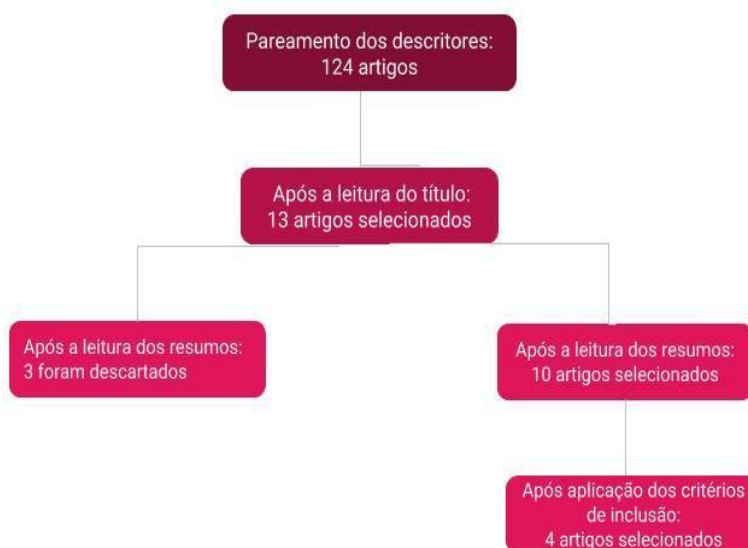 Pareamento dos descritores:
124 artigos
Após a leitura do título:
13 artigos selecionados
Após a leitura dos resumos:
3 foram descartados
Após a leitura dos resumos:
10 artigos selecionados
Após aplicação dos critérios
de inclusão:
4 artigos selecionados